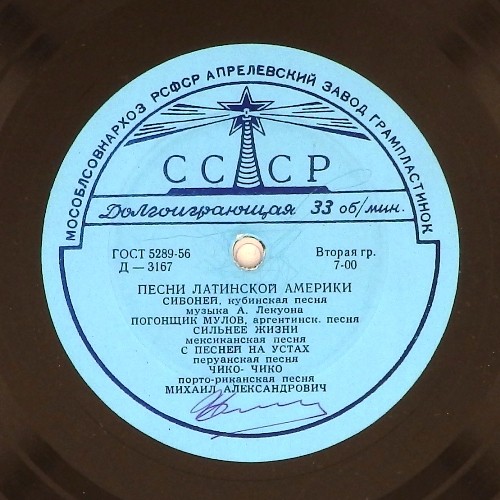 МОСОБЛСОВНАРХОЗ РСФСР АПРЕЛЕВСКИЙ ЗАВОД ГРАМПЛАСТИНОК
СССР
Долгоиграющая 33 об/мин.
ГОСТ 5289-56 Вторая гр.
Д — 3167 7-00
ПЕСНИ ЛАТИНСКОЙ АМЕРИКИ
СИБОНЕЙ, кубинская песня
музыка А. Лекуона
ПОГОНЩИК МУЛОВ, аргентинск. песня
СИЛЬНЕЕ ЖИЗНИ
мексиканская песня
С ПЕСНЕЙ НА УСТАХ
перуанская песня
ЧИКО- ЧИКО
порто-риканская песня
МИХАИЛ АЛЕКСАНДРОВИЧ